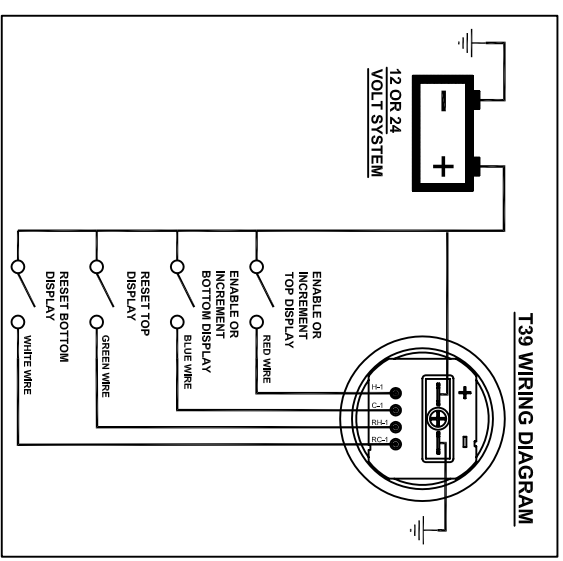 T39 WIRING DIAGRAM
12 OR 24
VOLT SYSTEM
−
+
+
−
ENABLE OR
INCREMENT
TOP DISPLAY
RED WIRE
H-1
ENABLE OR
INCREMENT
BOTTOM DISPLAY
BLUE WIRE
C-1
RESET TOP
DISPLAY
GREEN WIRE
RH-1
RESET BOTTOM
DISPLAY
WHITE WIRE
RC-1